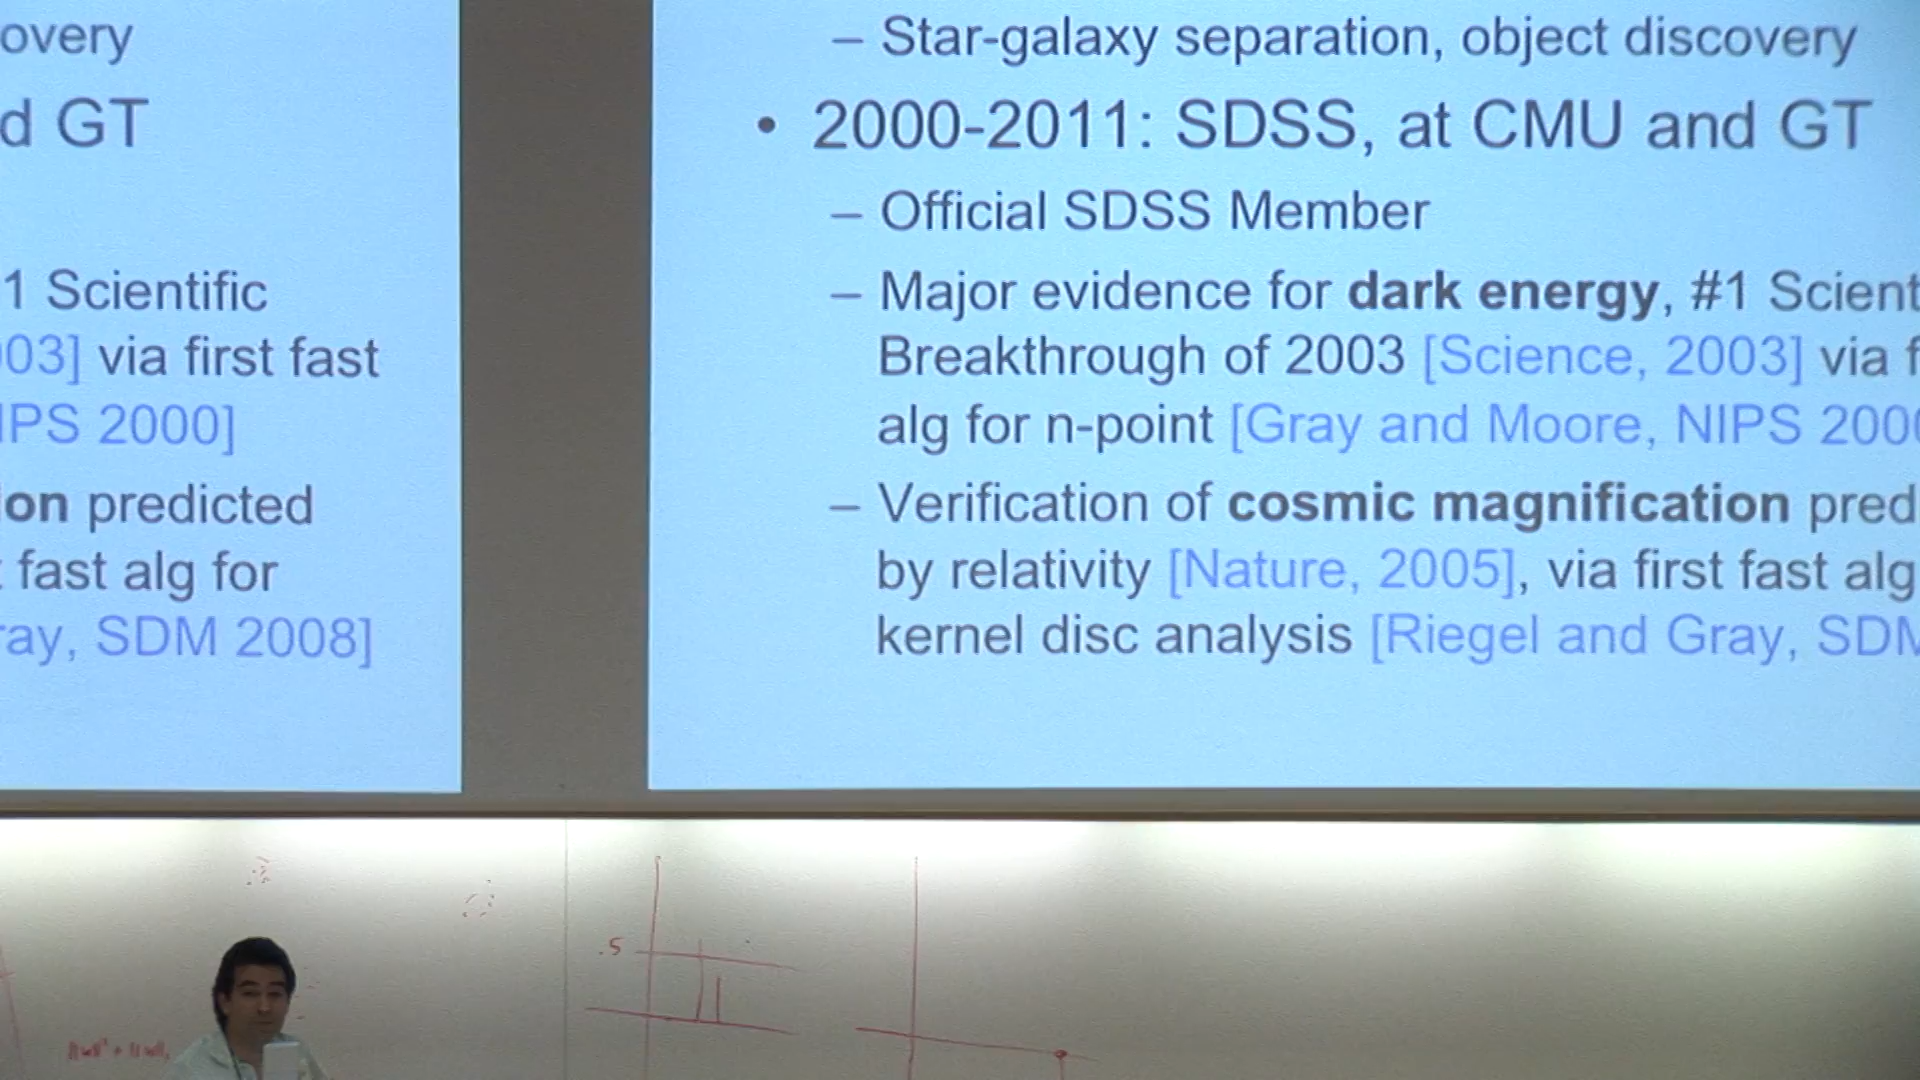 overy
d GT
1 Scientific
03] via first fast
IPS 2000]
ion predicted
fast alg for
ray, SDM 2008]
– Star-galaxy separation, object discovery
• 2000-2011: SDSS, at CMU and GT
– Official SDSS Member
– Major evidence for dark energy, #1 Scient
Breakthrough of 2003 [Science, 2003] via f
alg for n-point [Gray and Moore, NIPS 200
– Verification of cosmic magnification pred
by relativity [Nature, 2005], via first fast alg
kernel disc analysis [Riegel and Gray, SDM
.5